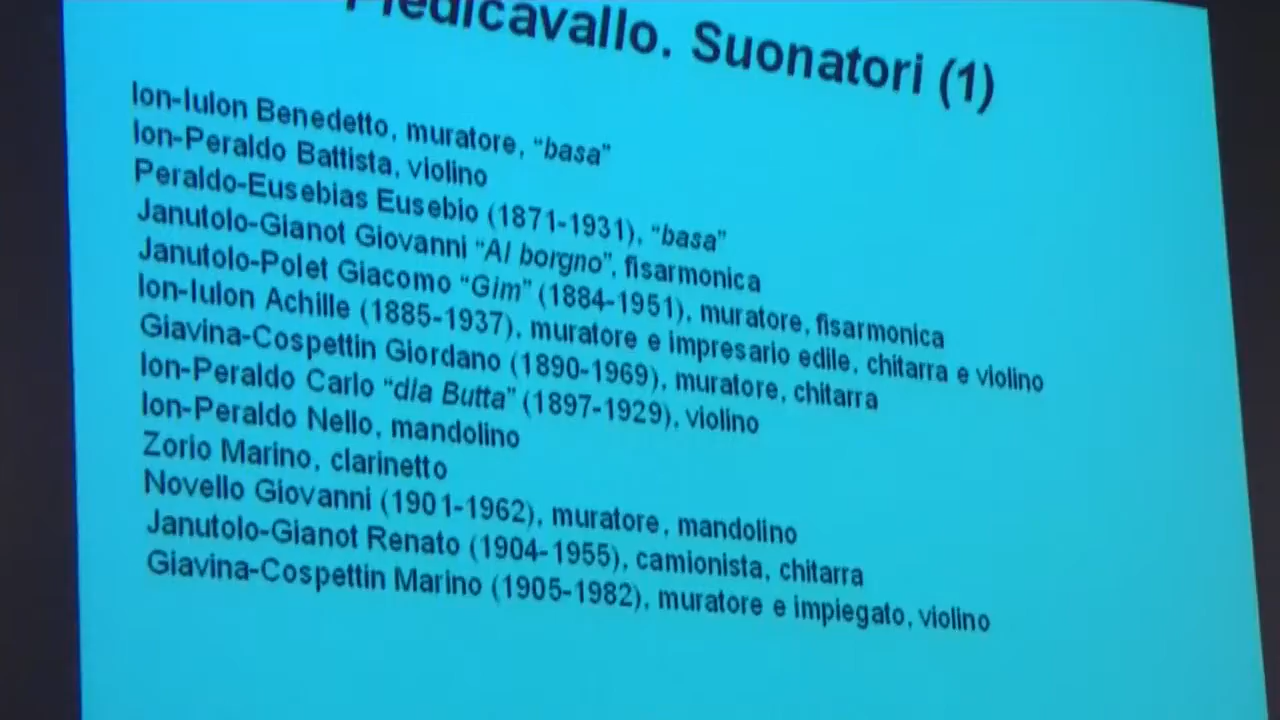 Piedicavallo. Suonatori (1)
Ion-Iulon Benedetto, muratore, “basa”
Ion-Peraldo Battista, violino
Peraldo-Eusebias Eusebio (1871-1931), “basa”
Janutolo-Gianot Giovanni “Al borgno”, fisarmonica
Janutolo-Polet Giacomo “Gim” (1884-1951), muratore, fisarmonica
Ion-Iulon Achille (1885-1937), muratore e impresario edile, chitarra e violino
Giavina-Cospettin Giordano (1890-1969), muratore, chitarra
Ion-Peraldo Carlo “dla Butta” (1897-1929), violino
Ion-Peraldo Nello, mandolino
Zorio Marino, clarinetto
Novello Giovanni (1901-1962), muratore, mandolino
Janutolo-Gianot Renato (1904-1955), camionista, chitarra
Giavina-Cospettin Marino (1905-1982), muratore e impiegato, violino